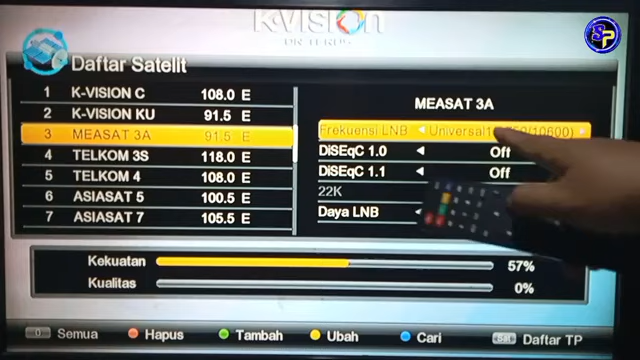 K-VISION
SP
Daftar Satelit
1 K-VISION C 108.0 E
2 K-VISION KU 91.5 E
3 MEASAT 3A 91.5 E
4 TELKOM 3S 118.0 E
5 TELKOM 4 108.0 E
6 ASIASAT 5 100.5 E
7 ASIASAT 7 105.5 E
MEASAT 3A
Frekuensi LNB Universal1
DiSEqC 1.0 Off
DiSEqC 1.1 Off
22K
Daya LNB
Kekuatan 57%
Kualitas 0%
0 Semua Hapus Tambah Ubah Cari Sat Daftar TP